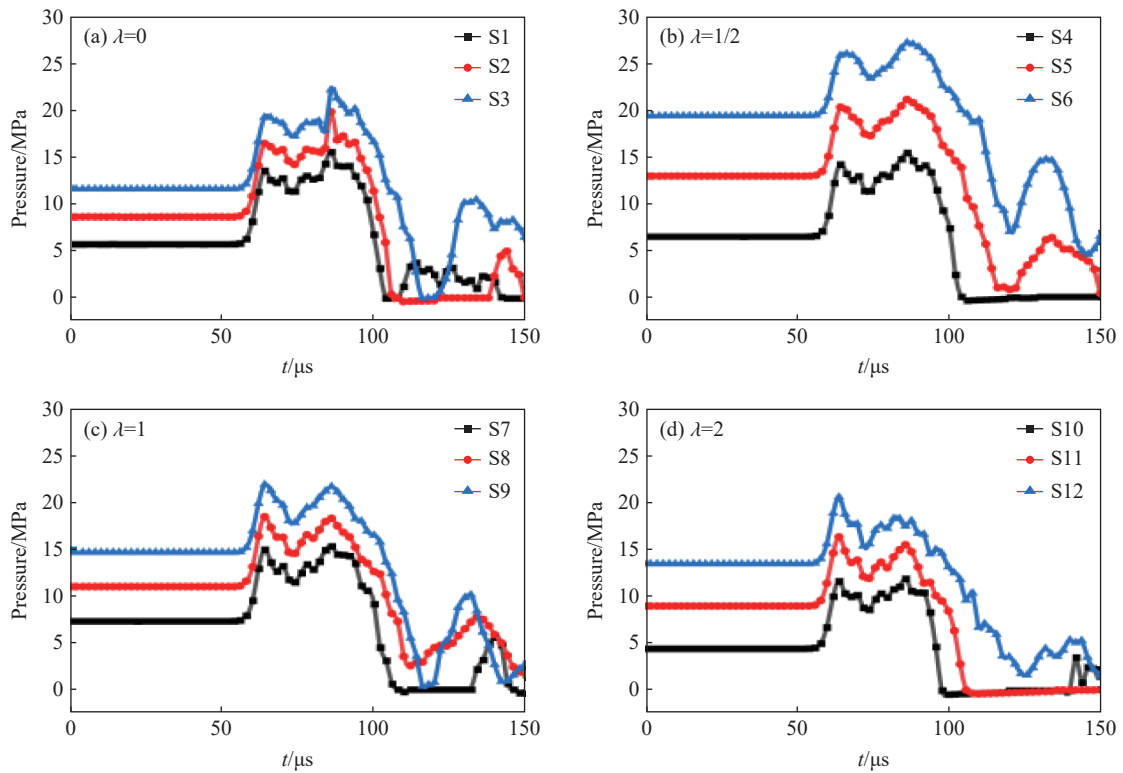 (a) λ=0
S1
S2
S3
30
25
20
15
10
5
0
Pressure/MPa
0 50 100 150
t/μs
(b) λ=1/2
S4
S5
S6
30
25
20
15
10
5
0
Pressure/MPa
0 50 100 150
t/μs
(c) λ=1
S7
S8
S9
30
25
20
15
10
5
0
Pressure/MPa
0 50 100 150
t/μs
(d) λ=2
S10
S11
S12
30
25
20
15
10
5
0
Pressure/MPa
0 50 100 150
t/μs